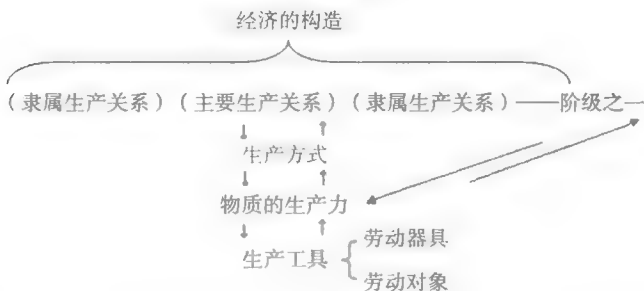 经济的构造
（隶属生产关系）（主要生产关系）（隶属生产关系）——阶级之—
生产方式
物质的生产力
生产工具
劳动器具
劳动对象